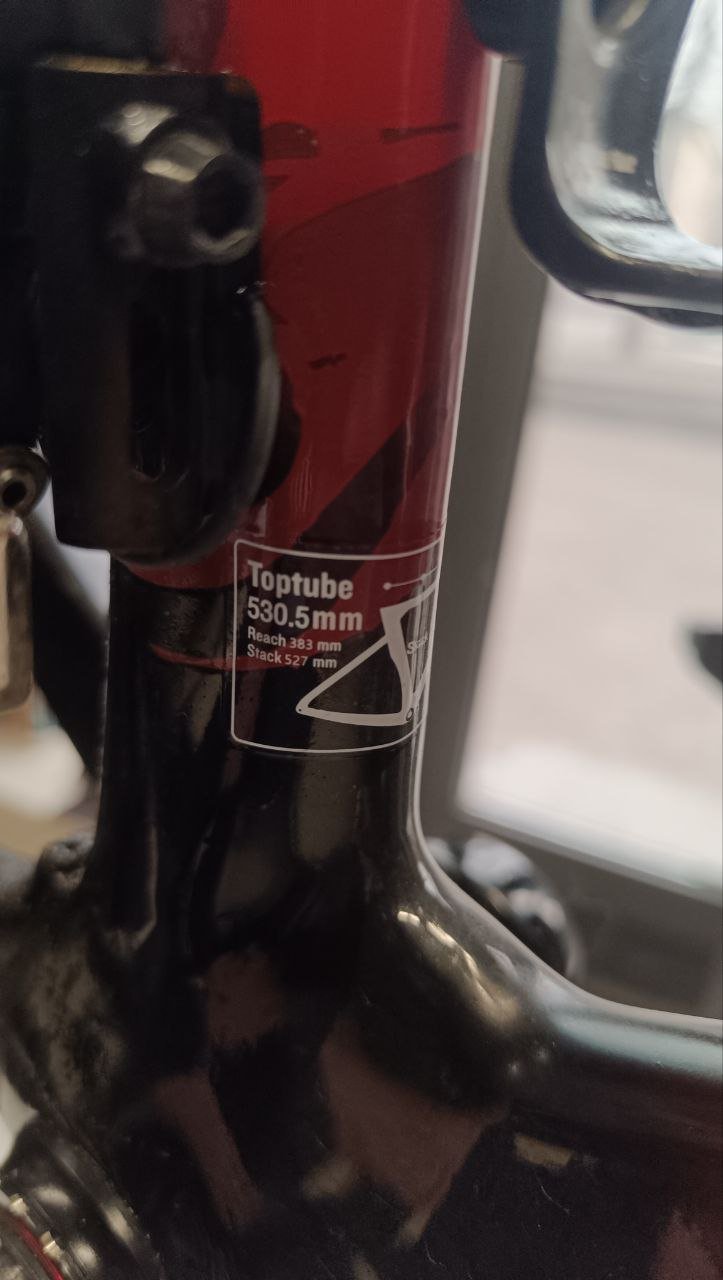 Toptube
530.5mm
Reach 383 mm
Stack 527 mm